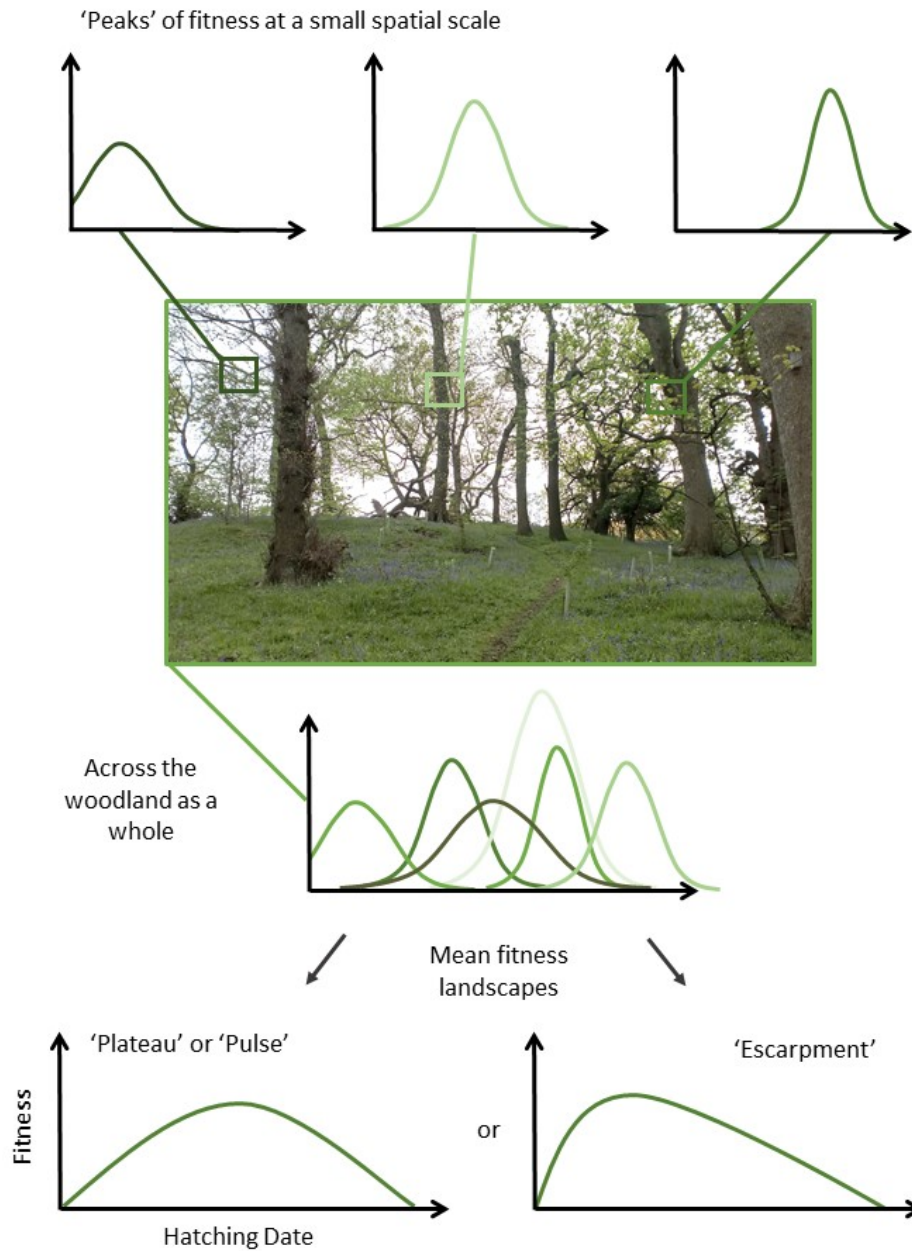 ‘Peaks’ of fitness at a small spatial scale
Across the
woodland as a
whole
Mean fitness
landscapes
‘Plateau’ or ‘Pulse’
‘Escarpment’
Fitness
or
Hatching Date